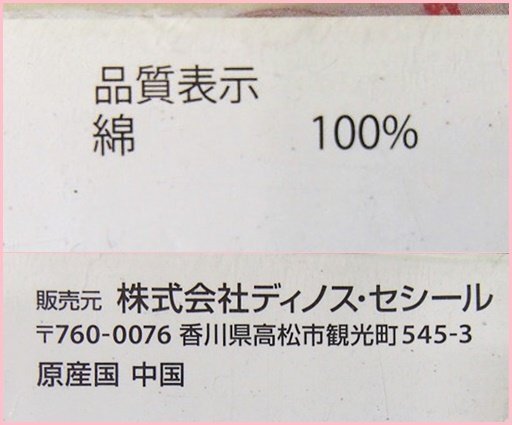 品質表示
綿 100%
販売元 株式会社ディノス・セシール
〒760-0076 香川県高松市観光町545-3
原産国 中国